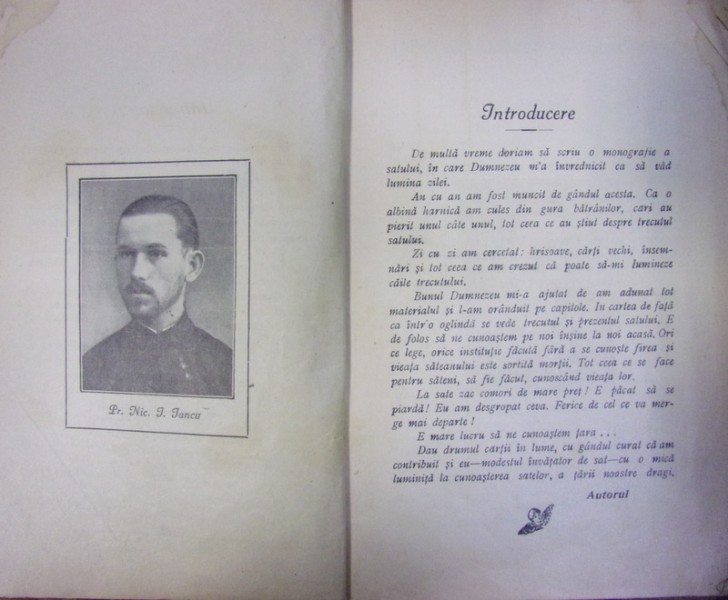 Pr. Nic. I. Iancu
Introducere
De multă vreme doriam să scriu o monografie a
satului, în care Dumnezeu m'a învrednicit ca să văd
lumina zilei.
An cu an am fost muncit de gândul acesta. Ca o
albină harnică am cules din gura bătrânilor, cari au
pierit unul câte unul, tot ceea ce au știut despre trecutul
satului.
Zi cu zi am cercetat: hrisoave, cărți vechi, însem-
nări și tot ceea ce am crezut că poate să-mi lumineze
căile trecutului.
Bunul Dumnezeu mi-a ajutat de am adunat tot
materialul și l-am orânduit pe capitole. In cartea de față
ca într'o oglindă se vede trecutul și prezentul satului. E
de folos să ne cunoaștem pe noi înșine la noi acasă. Ori
ce lege, orice instituție făcută fără a se cunoște firea și
vieața săteanului este sortită morții. Tot ceea ce se face
pentru săteni, să fie făcut, cunoscând vieața lor.
La sate zac comori de mare preț! E păcat să se
piardă! Eu am desgropat ceva. Ferice de cel ce va mer-
ge mai departe!
E mare lucru să ne cunoaștem țara . . .
Dau drumul cărții în lume, cu gândul curat că am
contribuit și eu—modestul învățator de sat—cu o mică
luminiță la cunoașterea satelor, a țării noastre dragi.
Autorul